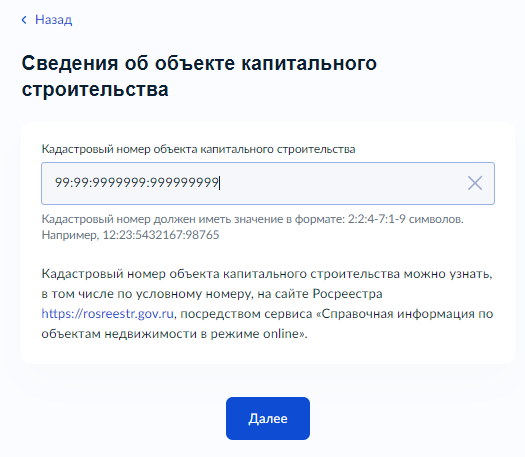 Назад
Сведения об объекте капитального
строительства
Кадастровый номер объекта капитального строительства
99:99:9999999:999999999
Кадастровый номер должен иметь значение в формате: 2:2:4-7:1-9 символов.
Например, 12:23:5432167:98765
Кадастровый номер объекта капитального строительства можно узнать,
в том числе по условному номеру, на сайте Росреестра
https://rosreestr.gov.ru, посредством сервиса «Справочная информация по
объектам недвижимости в режиме online».
Далее